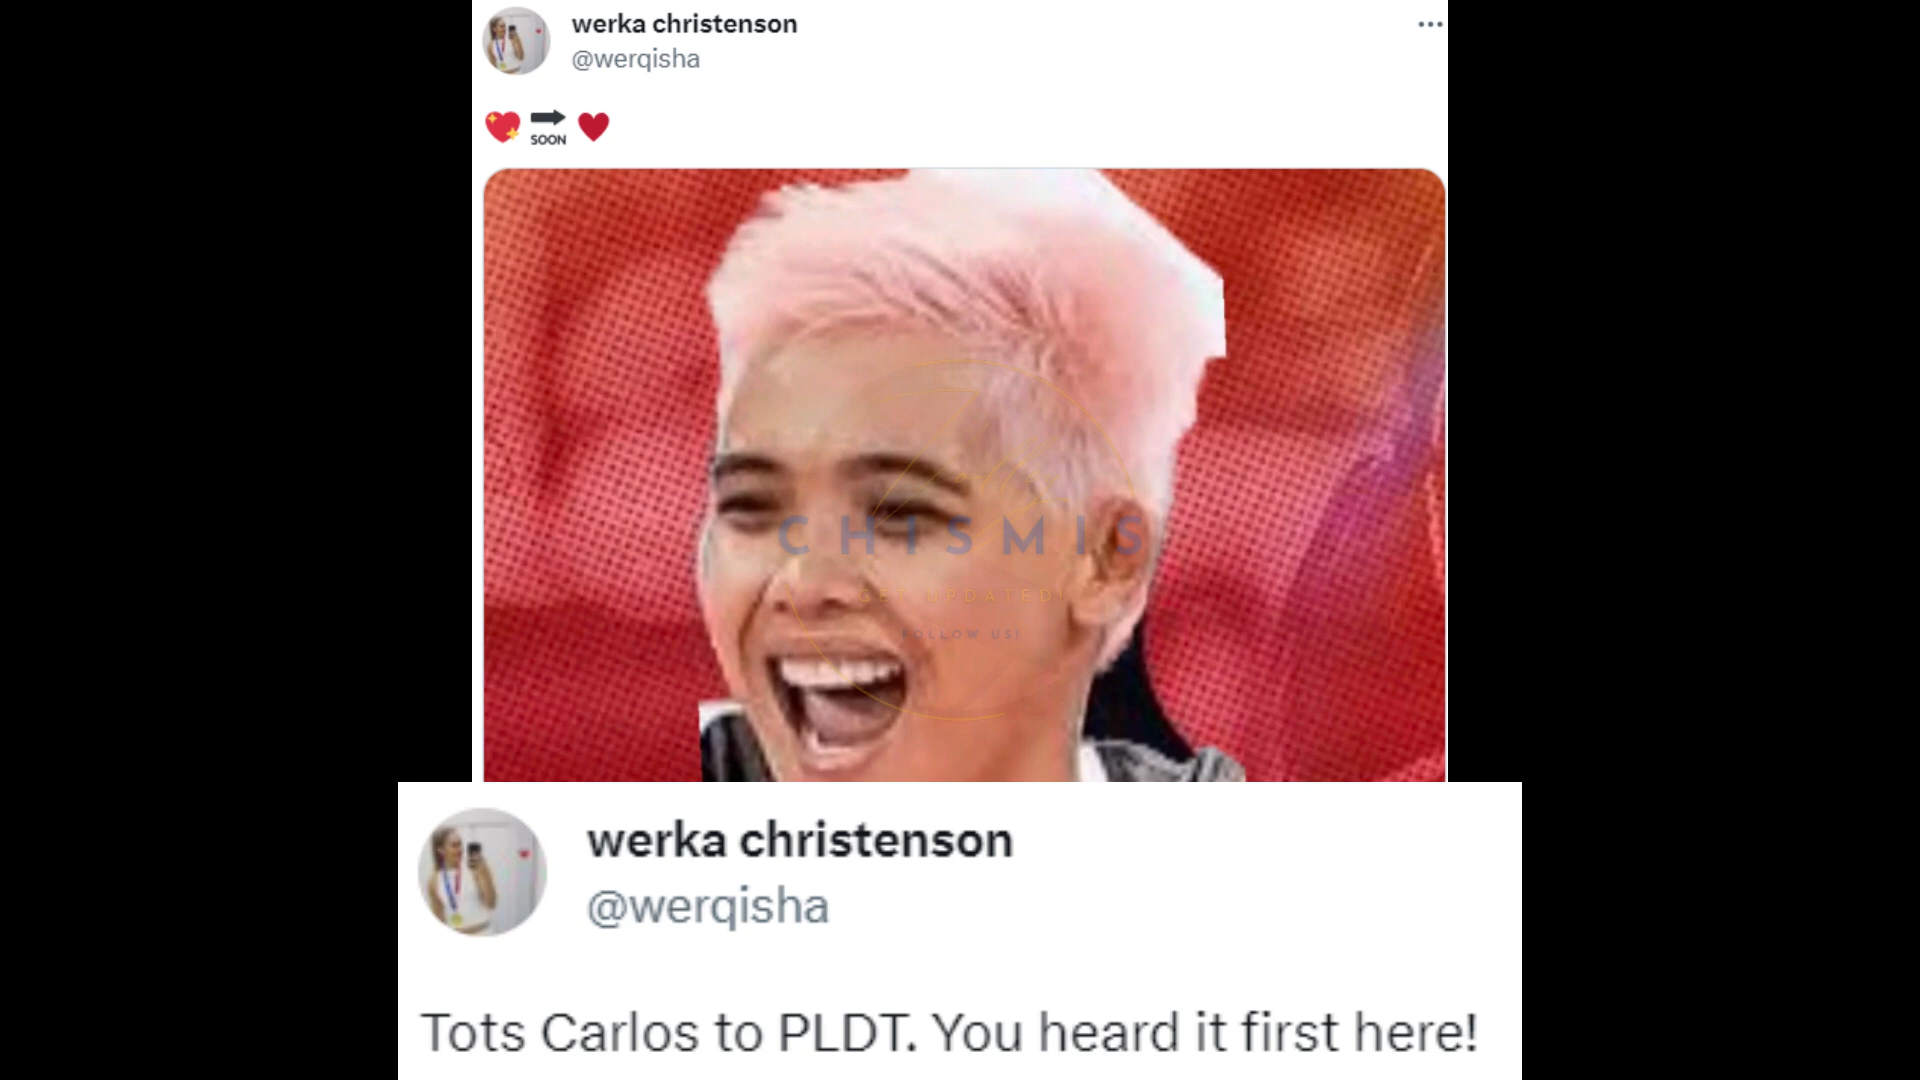 werka christenson
@werqisha
💖 🔜 ♥️
SOON
CHISMIS
GET UPDATED!
FOLLOW US!
werka christenson
@werqisha
Tots Carlos to PLDT. You heard it first here!